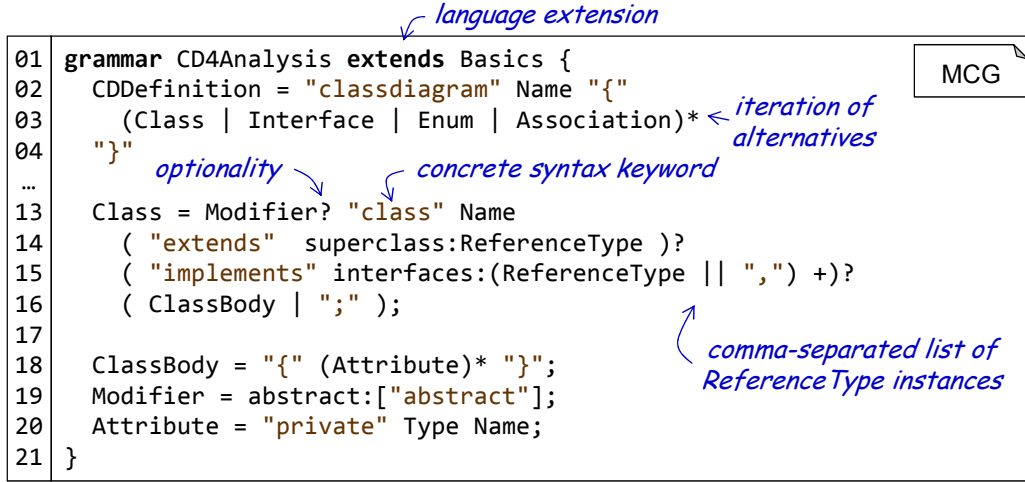 language extension
01 grammar CD4Analysis extends Basics {
MCG
02 CDDefinition = "classdiagram" Name "{"
03 (Class | Interface | Enum | Association)*
iteration of
alternatives
04 "}"
optionality
concrete syntax keyword
…
13 Class = Modifier? "class" Name
14 ( "extends" superclass:ReferenceType )?
15 ( "implements" interfaces:(ReferenceType || ",") +)?
16 ( ClassBody | ";" );
17
comma-separated list of
ReferenceType instances
18 ClassBody = "{" (Attribute)* "}";
19 Modifier = abstract:["abstract"];
20 Attribute = "private" Type Name;
21 }